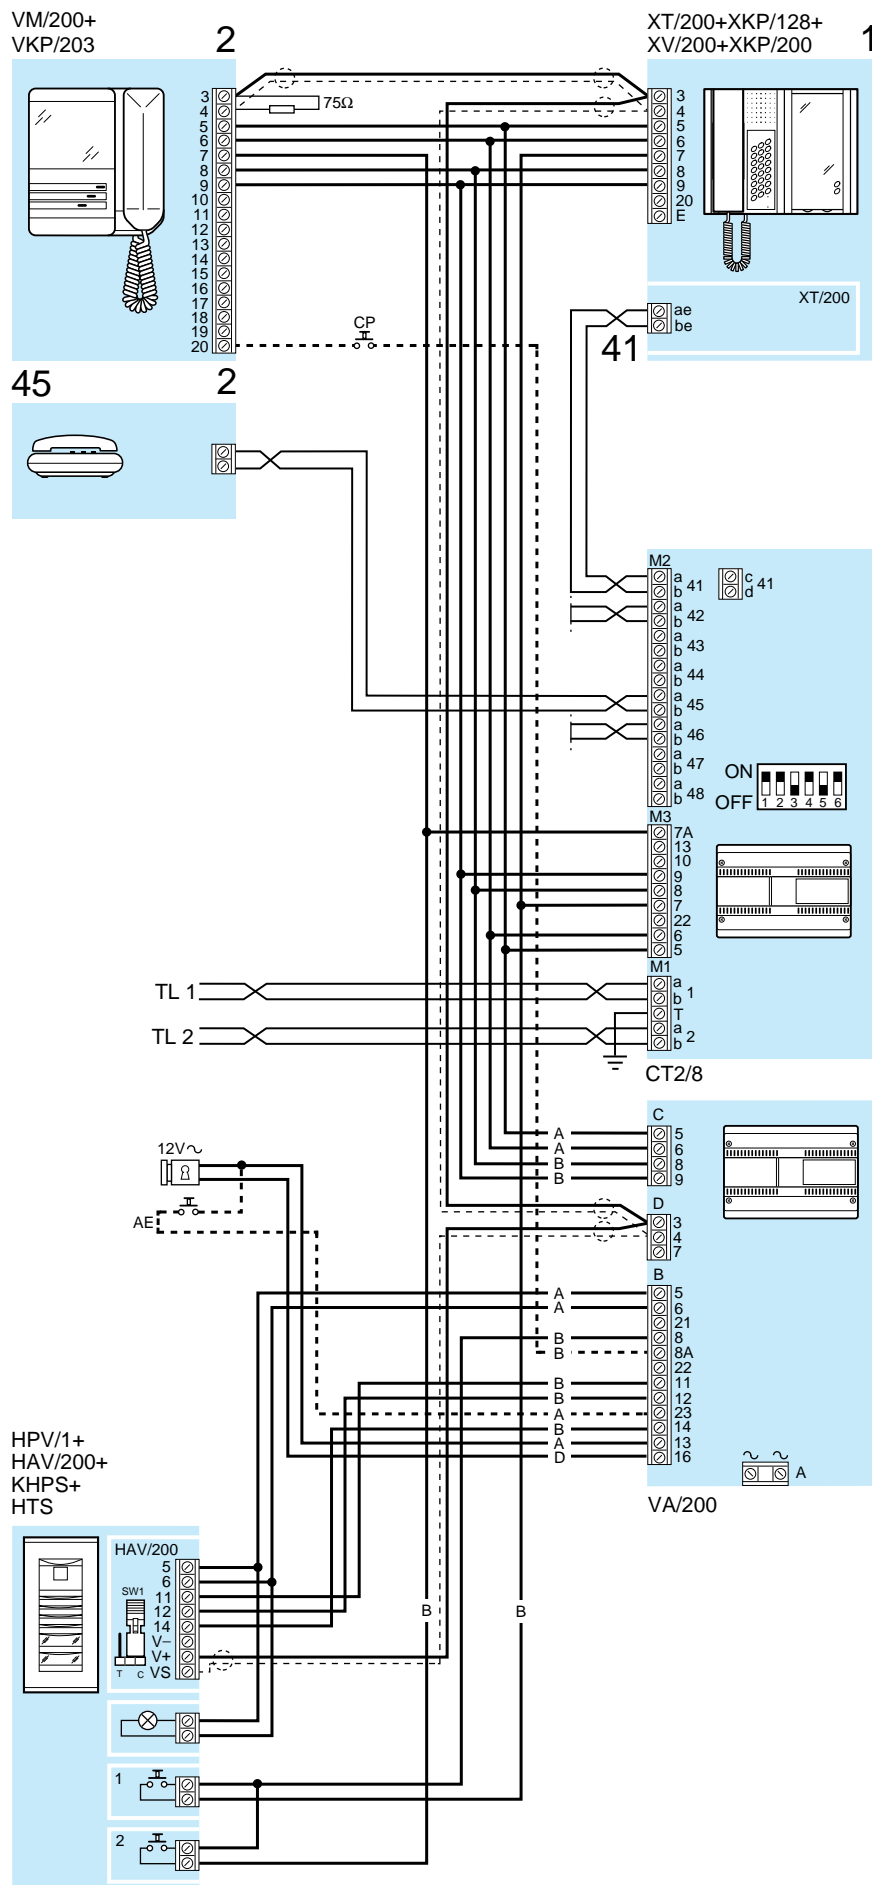 VM/200+
VKP/203
2
XT/200+XKP/128+
XV/200+XKP/200
1
3
4
5
6
7
8
9
10
11
12
13
14
15
16
17
18
19
20
75Ω
3
4
5
6
7
8
9
20
E
XT/200
ae
be
41
CP
45
2
M2
a
b 41
a
b 42
a
b 43
a
b 44
a
b 45
a
b 46
a
b 47
a
b 48
c
d 41
ON
OFF
1 2 3 4 5 6
M3
7A
13
10
9
8
7
22
6
5
M1
a
b 1
T
a
b 2
TL 1
TL 2
CT2/8
C
A 5
A 6
B 8
B 9
12V~
AE
D
3
4
7
B
A 5
A 6
21
B 8
B 8A
22
B 11
B 12
A 23
B 14
A 13
D 16
~ ~
A
VA/200
HPV/1+
HAV/200+
KHPS+
HTS
HAV/200
5
6
11
12
14
V–
V+
VS
SW1
T C
B
B
1
2